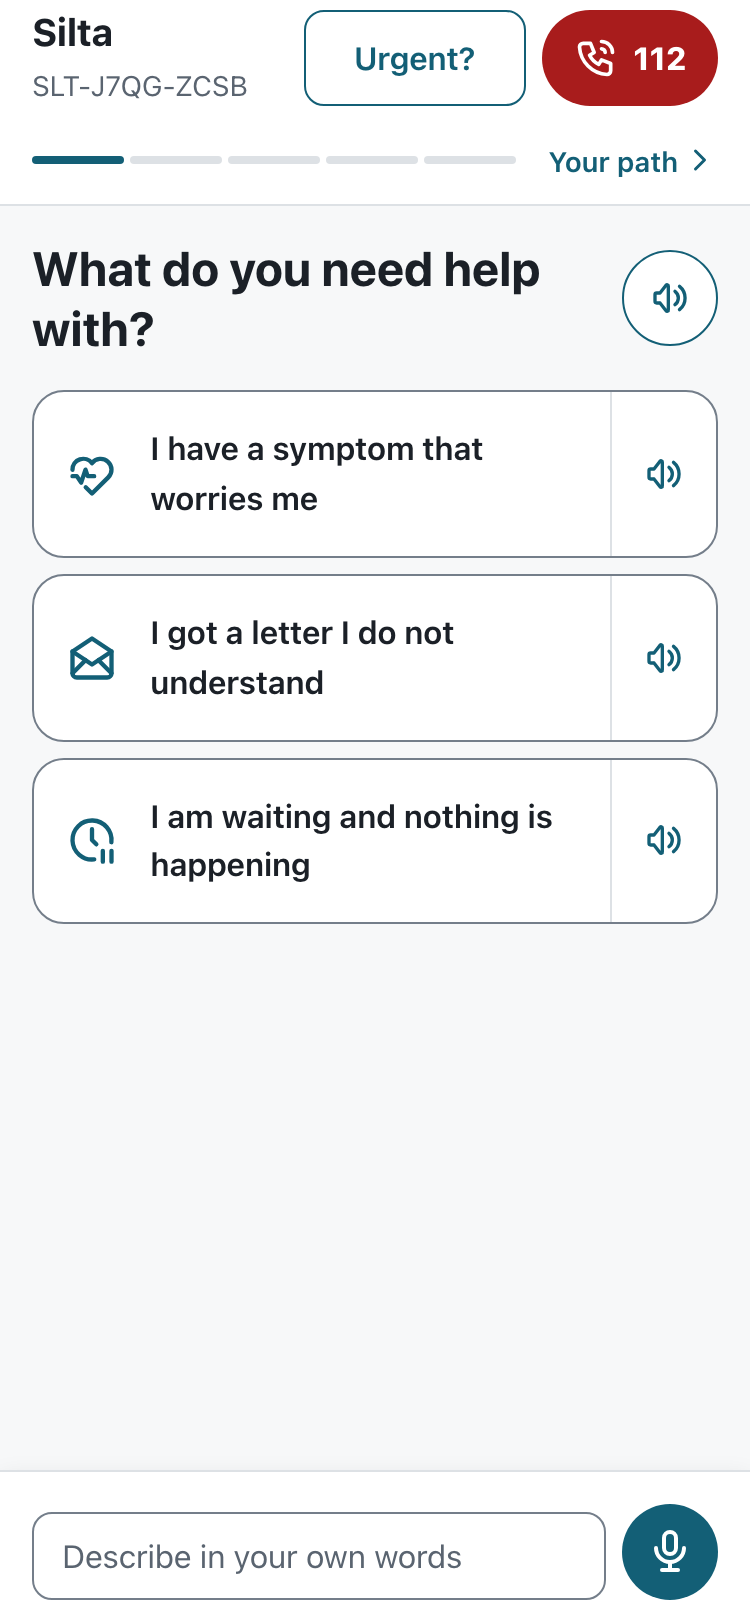 Silta
SLT-J7QG-ZCSB
Urgent?
112
Your path
What do you need help
with?
I have a symptom that
worries me
I got a letter I do not
understand
I am waiting and nothing is
happening
Describe in your own words